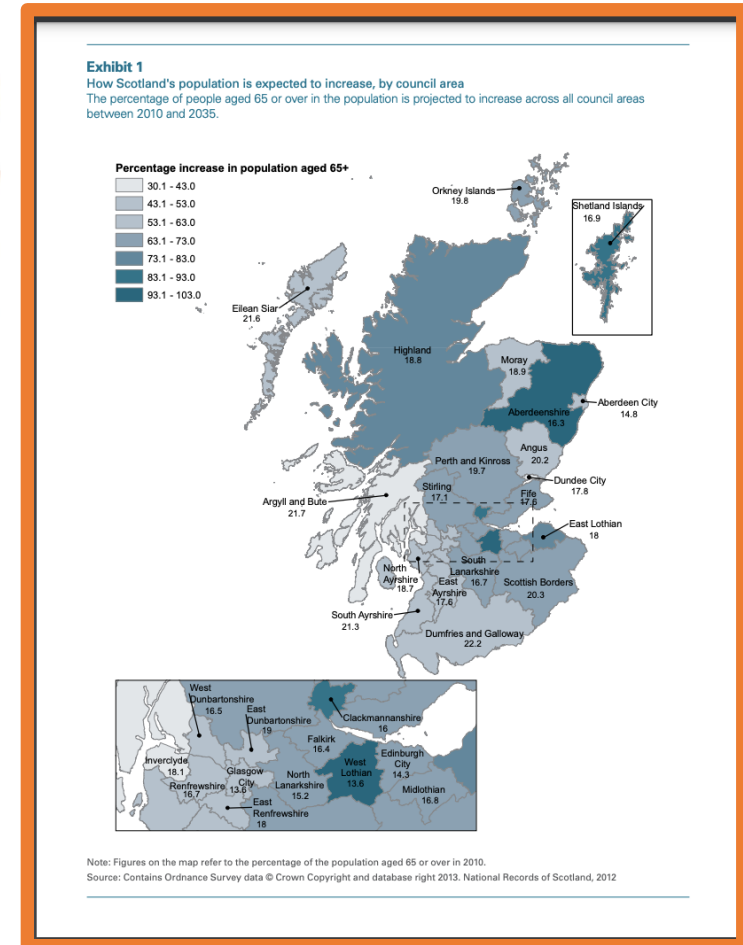 Exhibit 1
How Scotland's population is expected to increase, by council area
The percentage of people aged 65 or over in the population is projected to increase across all council areas
between 2010 and 2035.
Percentage increase in population aged 65+
30.1 - 43.0
43.1 - 53.0
53.1 - 63.0
63.1 - 73.0
73.1 - 83.0
83.1 - 93.0
93.1 - 103.0
Orkney Islands
19.8
Shetland Islands
16.9
Eilean Siar
21.6
Highland
18.8
Moray
18.9
Aberdeen City
14.8
Aberdeenshire
16.3
Angus
20.2
Perth and Kinross
19.7
Dundee City
17.8
Stirling
17.1
Fife
17.6
Argyll and Bute
21.7
East Lothian
18
North
Ayrshire
18.7
South
Lanarkshire
16.7
East
Ayrshire
17.6
Scottish Borders
20.3
South Ayrshire
21.3
Dumfries and Galloway
22.2
West
Dunbartonshire
16.5
East
Dunbartonshire
19
Clackmannanshire
16
Falkirk
16.4
Edinburgh
City
14.3
West
Lothian
13.6
Inverclyde
18.1
Glasgow
City
13.6
Renfrewshire
16.7
North
Lanarkshire
15.2
Midlothian
16.8
East
Renfrewshire
18
Note: Figures on the map refer to the percentage of the population aged 65 or over in 2010.
Source: Contains Ordnance Survey data © Crown Copyright and database right 2013. National Records of Scotland, 2012